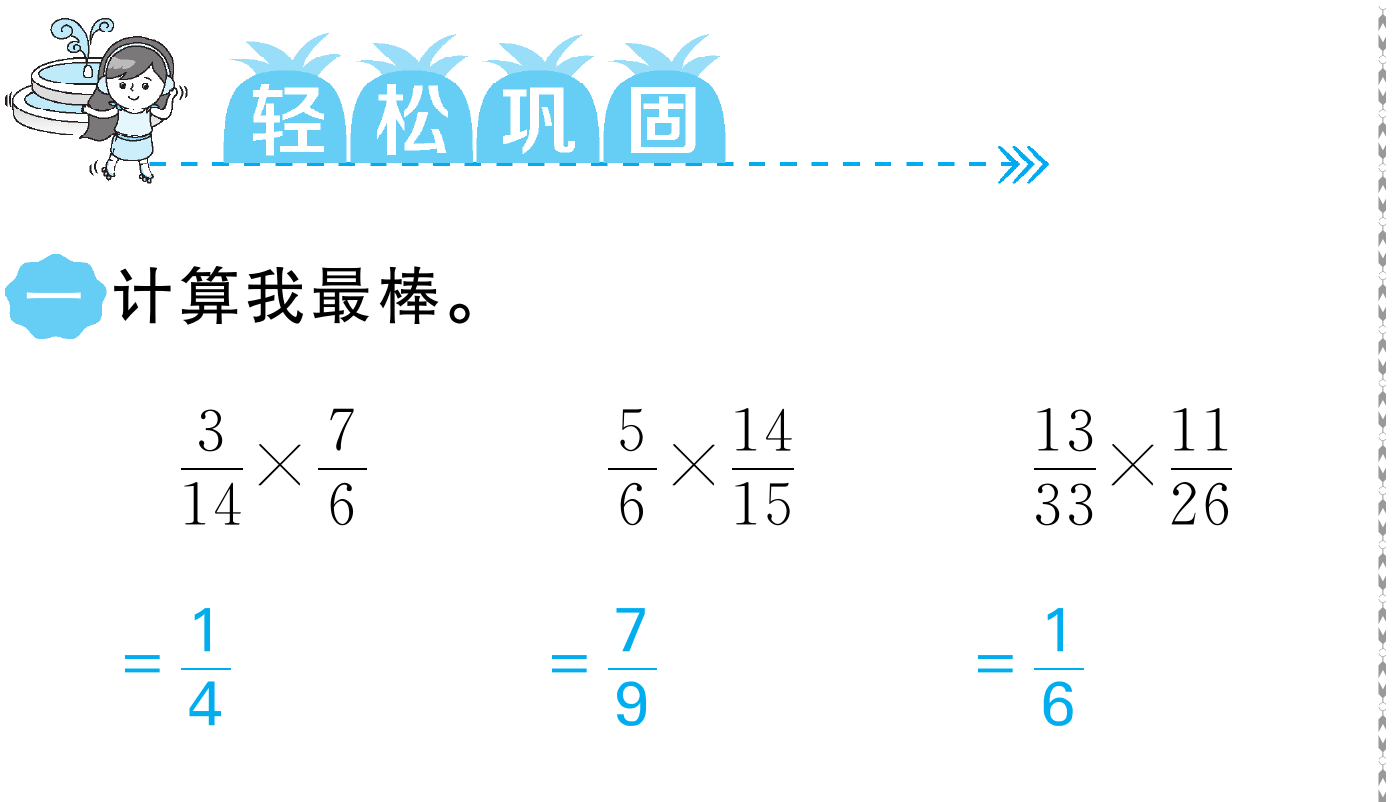 轻松巩固
一 计算我最棒。
3/14×7/6 5/6×14/15 13/33×11/26
=1/4 =7/9 =1/6